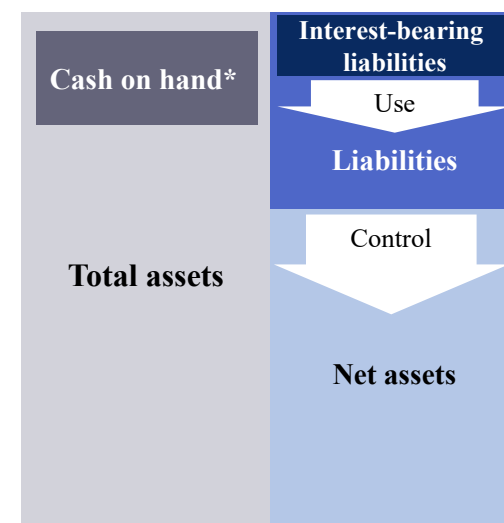 Cash on hand*
Total assets
Interest-bearing
liabilities
Use
Liabilities
Control
Net assets